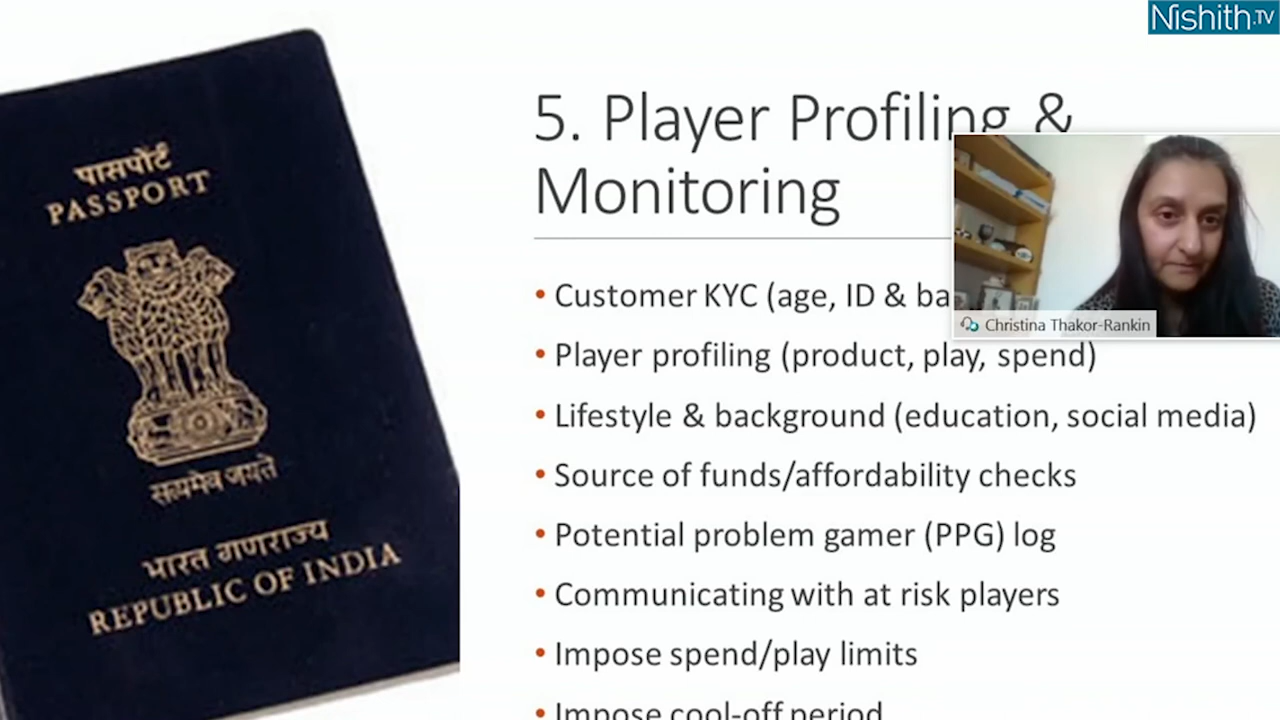 Nishith.TV
पासपोर्ट
PASSPORT
सत्यमेव जयते
भारत गणराज्य
REPUBLIC OF INDIA
5. Player Profiling &
Monitoring
Customer KYC (age, ID & ba
Christina Thakor-Rankin
• Player profiling (product, play, spend)
• Lifestyle & background (education, social media)
• Source of funds/affordability checks
• Potential problem gamer (PPG) log
• Communicating with at risk players
• Impose spend/play limits
• Impose cool-off period